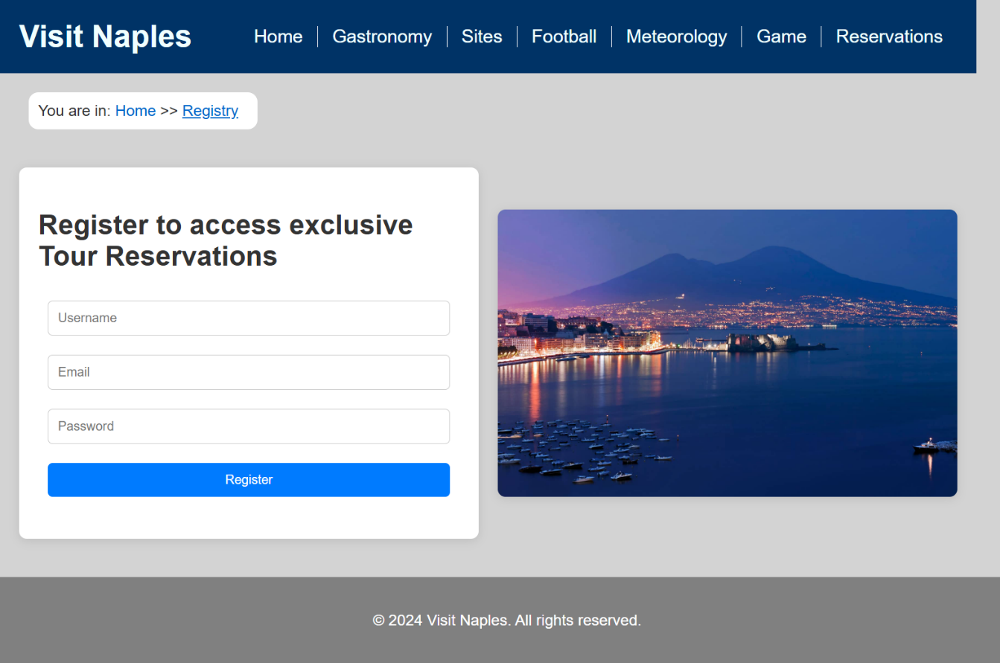 Visit Naples
Home
Gastronomy
Sites
Football
Meteorology
Game
Reservations
You are in: Home >> Registry
Register to access exclusive
Tour Reservations
Username
Email
Password
Register
© 2024 Visit Naples. All rights reserved.